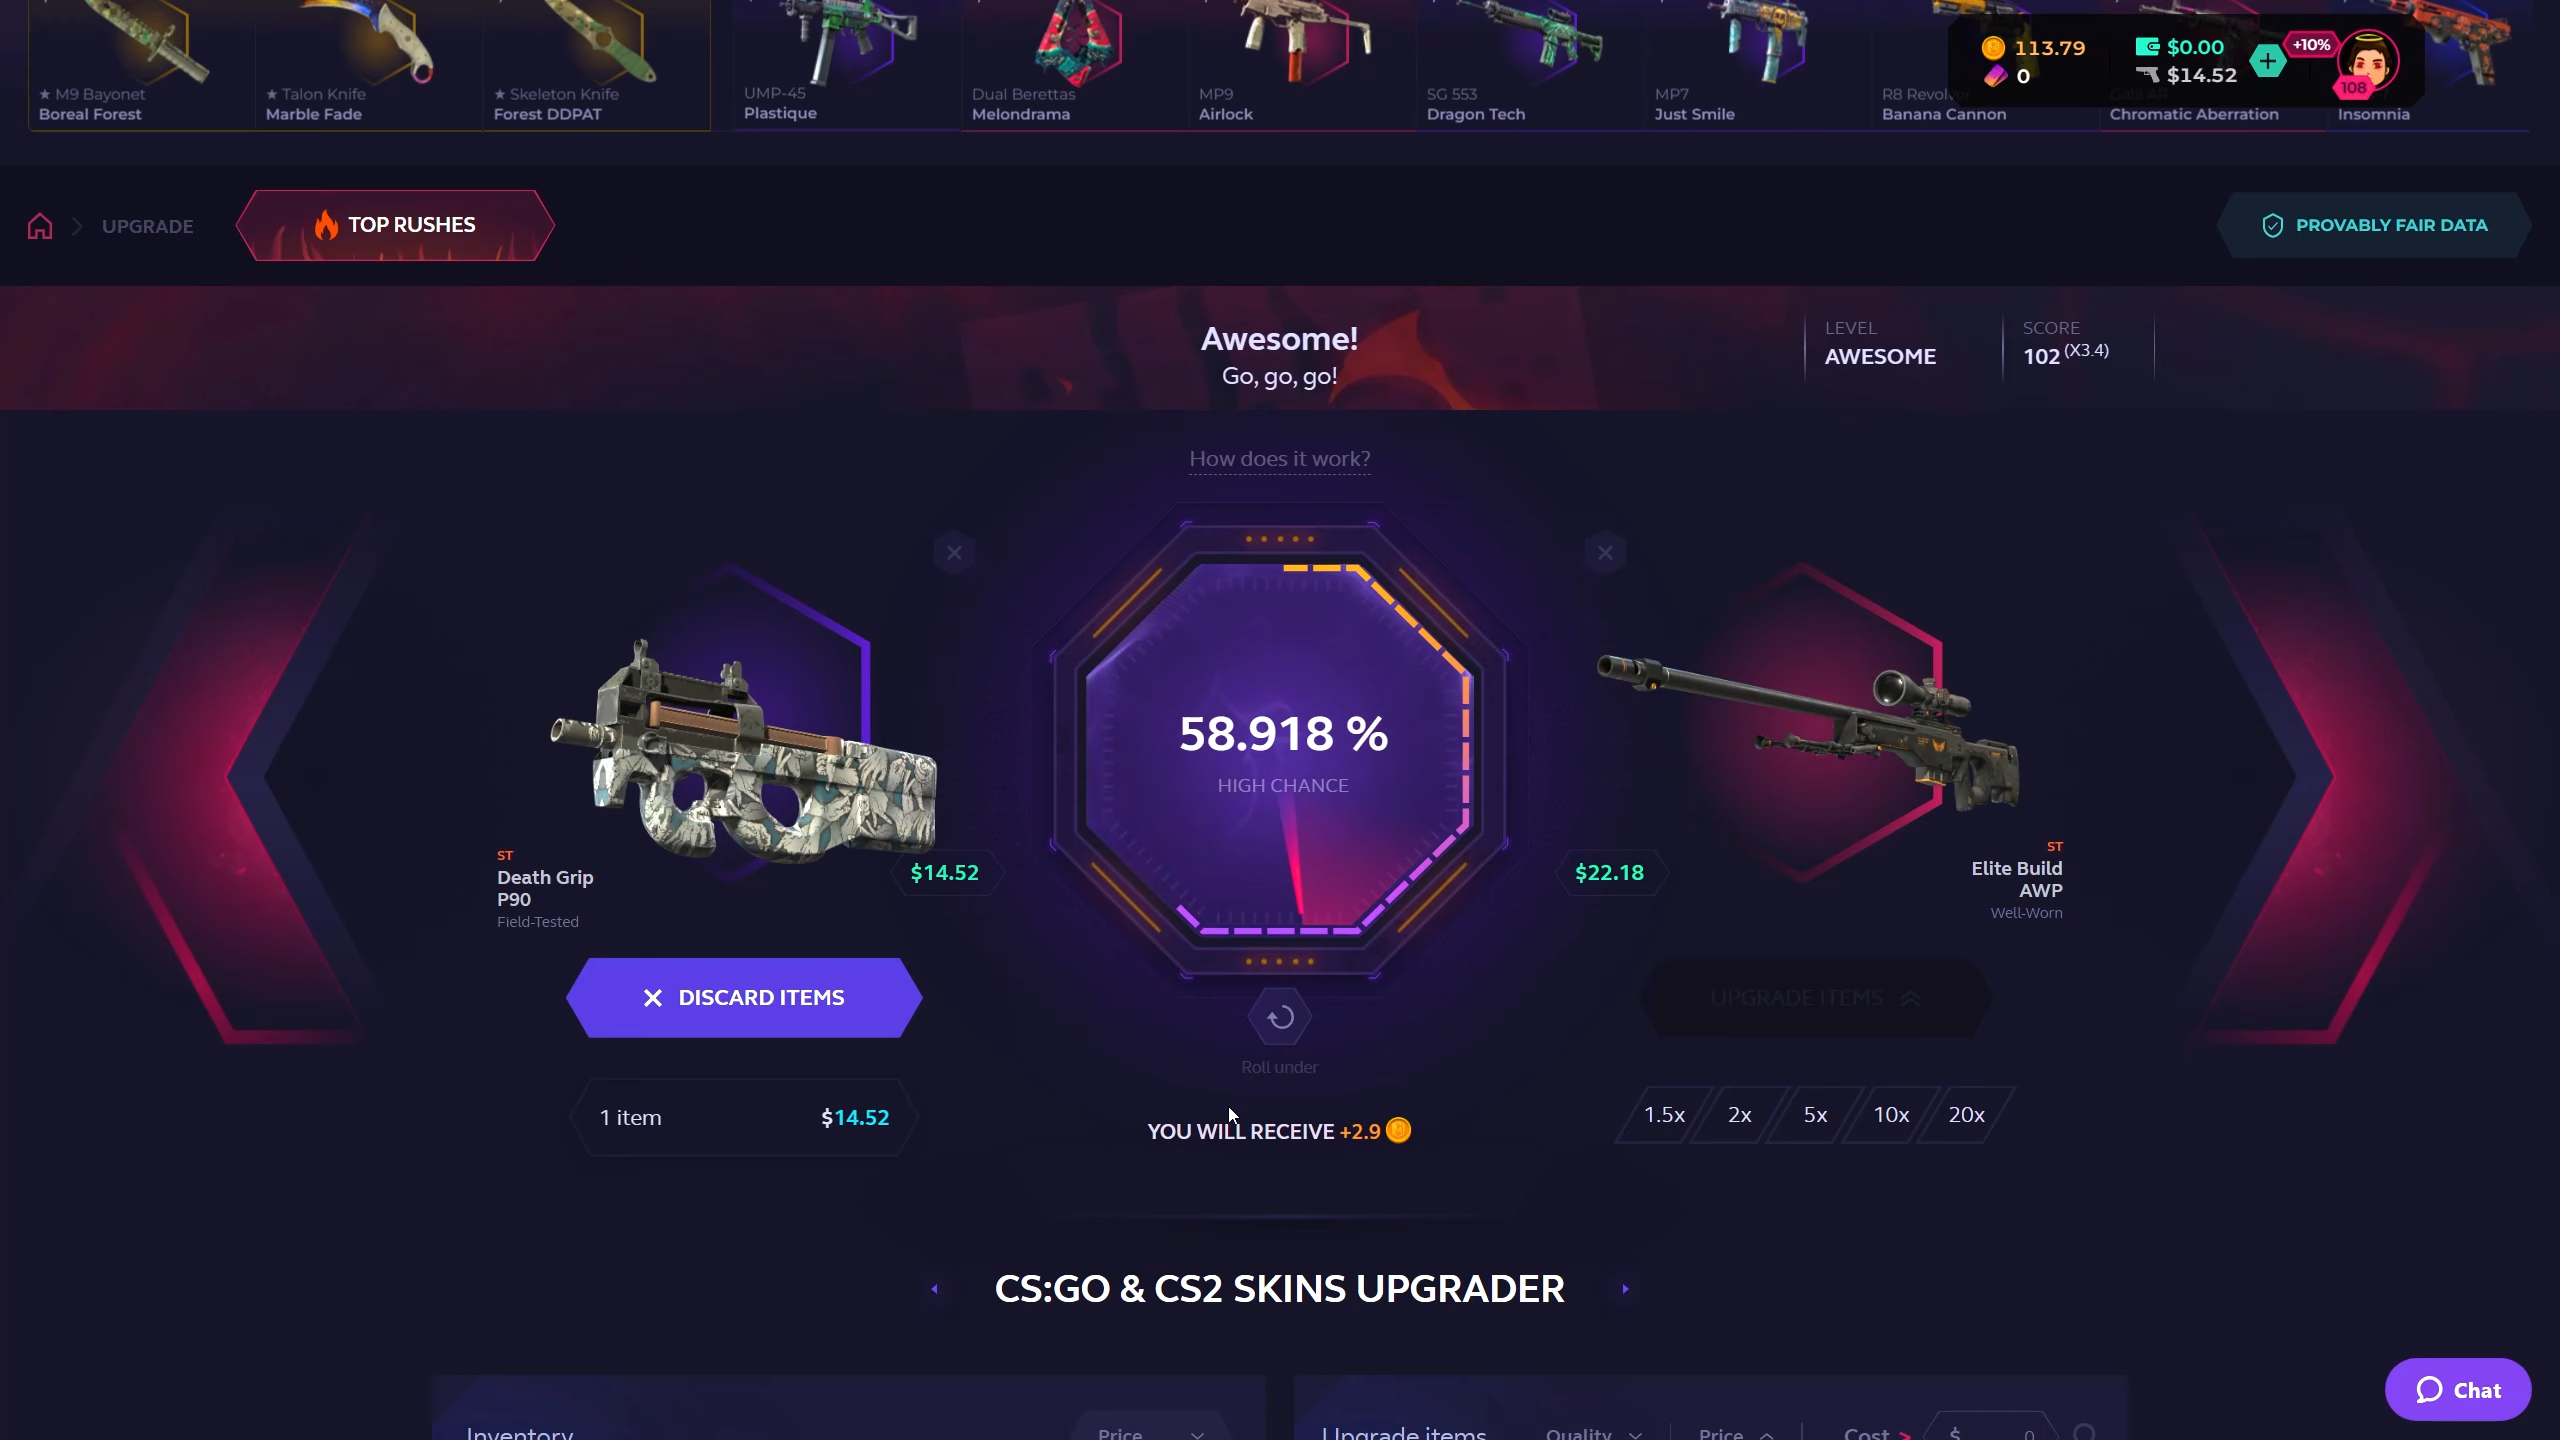 ★ M9 Bayonet
Boreal Forest
★ Talon Knife
Marble Fade
★ Skeleton Knife
Forest DDPAT
UMP-45
Plastique
Dual Berettas
Melondrama
MP9
Airlock
SG 553
Dragon Tech
MP7
Just Smile
R8 Revolver
Banana Cannon
Galil AR
Chromatic Aberration
Insomnia
113.79
0
$0.00
$14.52
+10%
108
UPGRADE
TOP RUSHES
PROVABLY FAIR DATA
Awesome!
Go, go, go!
LEVEL
AWESOME
SCORE
102 (X3.4)
How does it work?
58.918 %
HIGH CHANCE
ST
Death Grip
P90
Field-Tested
$14.52
$22.18
ST
Elite Build
AWP
Well-Worn
DISCARD ITEMS
UPGRADE ITEMS
Roll under
1 item
$14.52
YOU WILL RECEIVE +2.9
1.5x
2x
5x
10x
20x
CS:GO & CS2 SKINS UPGRADER
Chat
Inventory
Price
Upgrade items
Quality
Price
Cost >
$
0